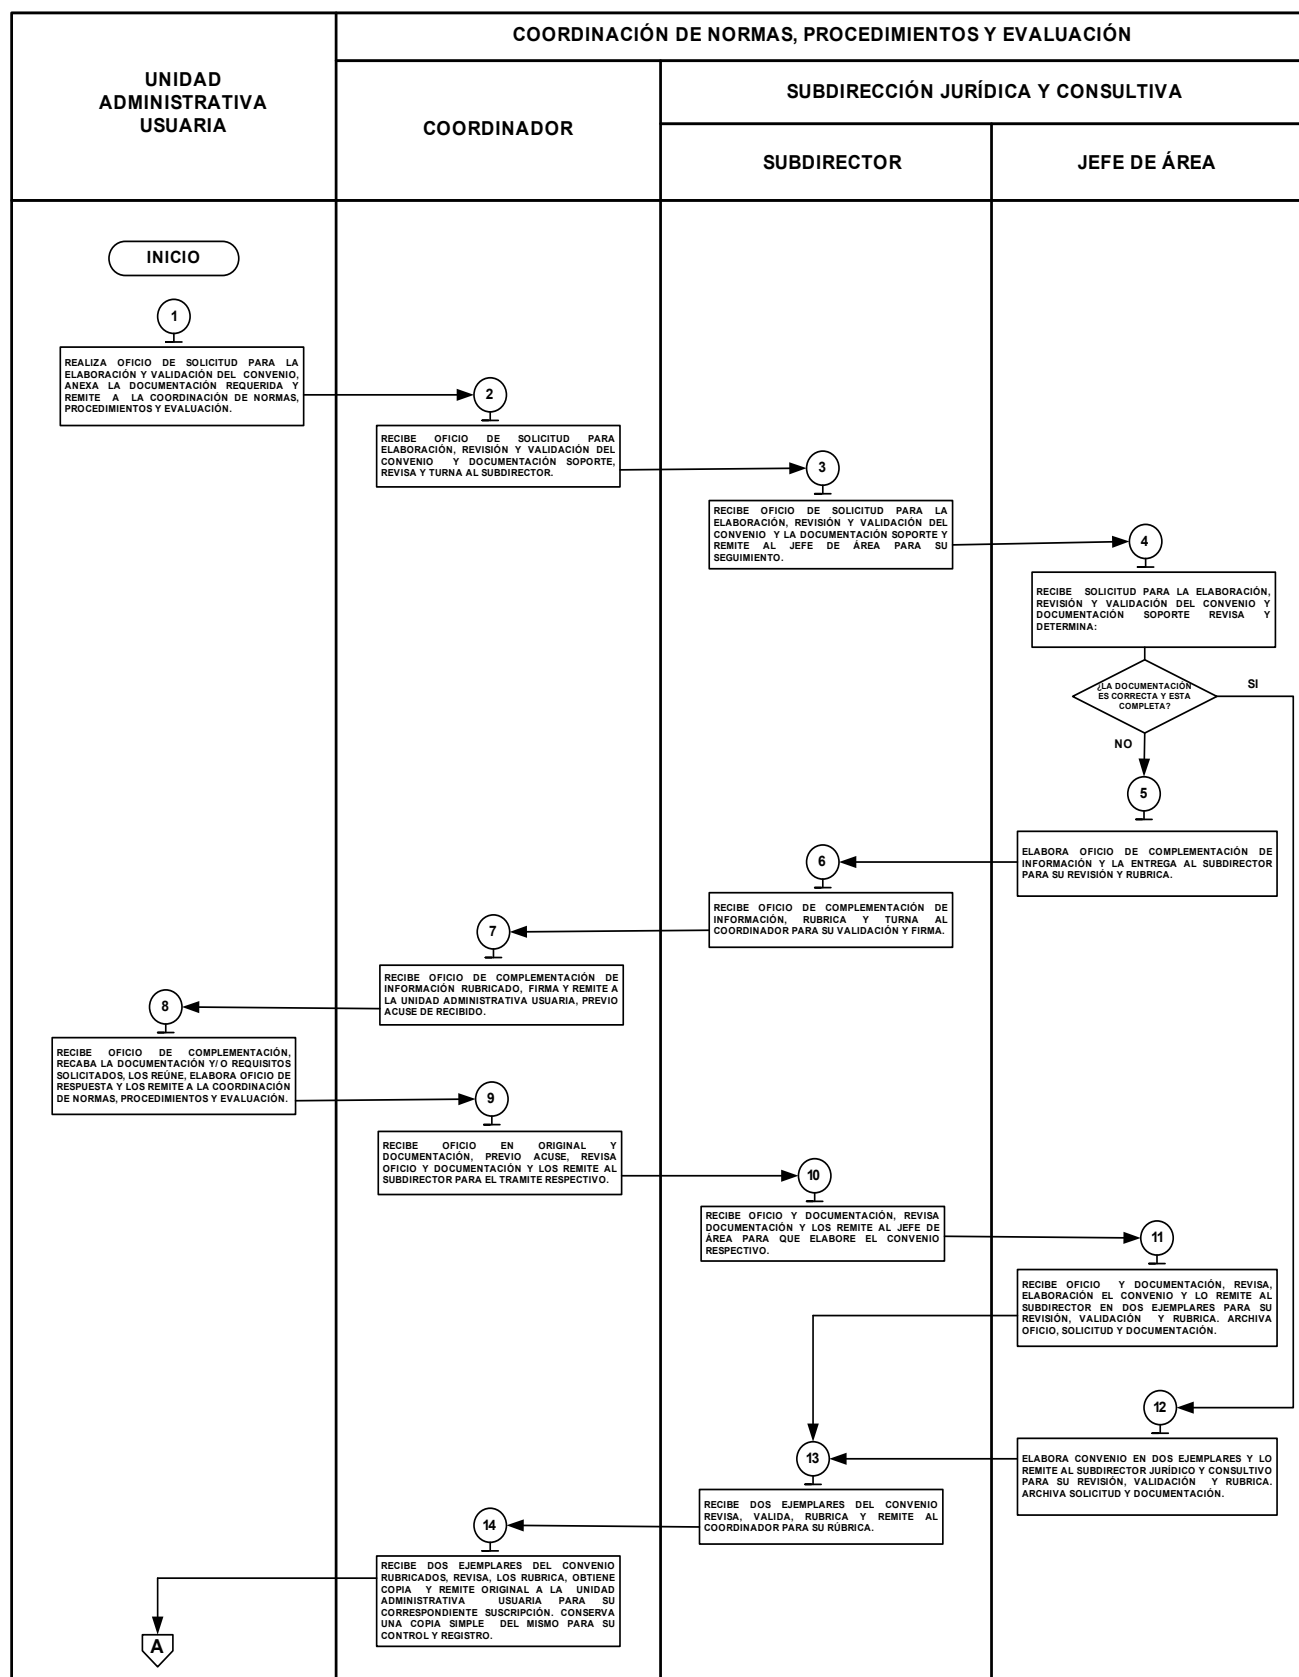 COORDINACIÓN DE NORMAS, PROCEDIMIENTOS Y EVALUACIÓN
UNIDAD
ADMINISTRATIVA
USUARIA
COORDINADOR
SUBDIRECCIÓN JURÍDICA Y CONSULTIVA
SUBDIRECTOR
JEFE DE ÁREA
INICIO
1
REALIZA OFICIO DE SOLICITUD PARA LA
ELABORACIÓN Y VALIDACIÓN DEL CONVENIO,
ANEXA LA DOCUMENTACIÓN REQUERIDA Y
REMITE A LA COORDINACIÓN DE NORMAS,
PROCEDIMIENTOS Y EVALUACIÓN.
2
RECIBE OFICIO DE SOLICITUD PARA
ELABORACIÓN, REVISIÓN Y VALIDACIÓN DEL
CONVENIO Y DOCUMENTACIÓN SOPORTE,
REVISA Y TURNA AL SUBDIRECTOR.
3
RECIBE OFICIO DE SOLICITUD PARA LA
ELABORACIÓN, REVISIÓN Y VALIDACIÓN DEL
CONVENIO Y LA DOCUMENTACIÓN SOPORTE Y
REMITE AL JEFE DE ÁREA PARA SU
SEGUIMIENTO.
4
RECIBE SOLICITUD PARA LA ELABORACIÓN,
REVISIÓN Y VALIDACIÓN DEL CONVENIO Y
DOCUMENTACIÓN SOPORTE REVISA Y
DETERMINA:
¿LA DOCUMENTACIÓN
ES CORRECTA Y ESTA
COMPLETA?
SI
NO
5
ELABORA OFICIO DE COMPLEMENTACIÓN DE
INFORMACIÓN Y LA ENTREGA AL SUBDIRECTOR
PARA SU REVISIÓN Y RUBRICA.
6
RECIBE OFICIO DE COMPLEMENTACIÓN DE
INFORMACIÓN, RUBRICA Y TURNA AL
COORDINADOR PARA SU VALIDACIÓN Y FIRMA.
7
RECIBE OFICIO DE COMPLEMENTACIÓN DE
INFORMACIÓN RUBRICADO, FIRMA Y REMITE A
LA UNIDAD ADMINISTRATIVA USUARIA, PREVIO
ACUSE DE RECIBIDO.
8
RECIBE OFICIO DE COMPLEMENTACIÓN,
RECABA LA DOCUMENTACIÓN Y/O REQUISITOS
SOLICITADOS, LOS REÚNE, ELABORA OFICIO DE
RESPUESTA Y LOS REMITE A LA COORDINACIÓN
DE NORMAS, PROCEDIMIENTOS Y EVALUACIÓN.
9
RECIBE OFICIO EN ORIGINAL Y
DOCUMENTACIÓN, PREVIO ACUSE, REVISA
OFICIO Y DOCUMENTACIÓN Y LOS REMITE AL
SUBDIRECTOR PARA EL TRAMITE RESPECTIVO.
10
RECIBE OFICIO Y DOCUMENTACIÓN, REVISA
DOCUMENTACIÓN Y LOS REMITE AL JEFE DE
ÁREA PARA QUE ELABORE EL CONVENIO
RESPECTIVO.
11
RECIBE OFICIO Y DOCUMENTACIÓN, REVISA,
ELABORACIÓN EL CONVENIO Y LO REMITE AL
SUBDIRECTOR EN DOS EJEMPLARES PARA SU
REVISIÓN, VALIDACIÓN Y RUBRICA. ARCHIVA
OFICIO, SOLICITUD Y DOCUMENTACIÓN.
12
ELABORA CONVENIO EN DOS EJEMPLARES Y LO
REMITE AL SUBDIRECTOR JURÍDICO Y CONSULTIVO
PARA SU REVISIÓN, VALIDACIÓN Y RUBRICA.
ARCHIVA SOLICITUD Y DOCUMENTACIÓN.
13
RECIBE DOS EJEMPLARES DEL CONVENIO
REVISA, VALIDA, RUBRICA Y REMITE AL
COORDINADOR PARA SU RÚBRICA.
14
RECIBE DOS EJEMPLARES DEL CONVENIO
RUBRICADOS, REVISA, LOS RUBRICA, OBTIENE
COPIA Y REMITE ORIGINAL A LA UNIDAD
ADMINISTRATIVA USUARIA PARA SU
CORRESPONDIENTE SUSCRIPCIÓN. CONSERVA
UNA COPIA SIMPLE DEL MISMO PARA SU
CONTROL Y REGISTRO.
A